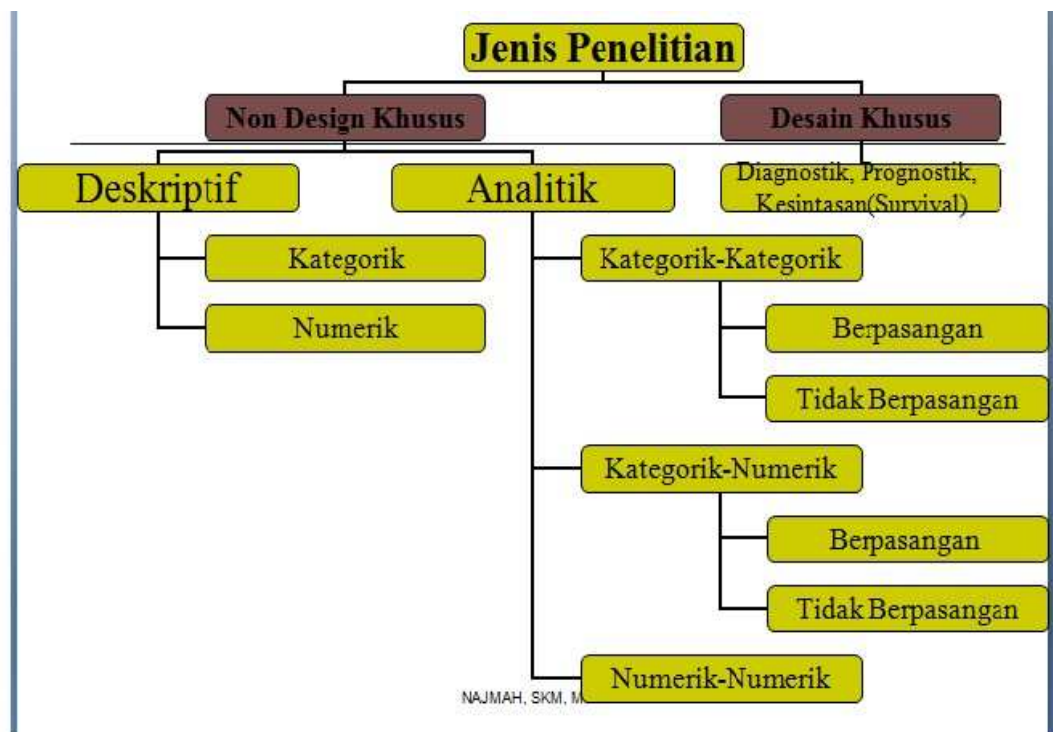 Jenis Penelitian
Non Design Khusus
Desain Khusus
Deskriptif
Analitik
Diagnostik, Prognostik,
Kesintasan(Survival)
Kategorik
Numerik
Kategorik-Kategorik
Berpasangan
Tidak Berpasangan
Kategorik-Numerik
Berpasangan
Tidak Berpasangan
Numerik-Numerik
NAJMAH, SKM, M